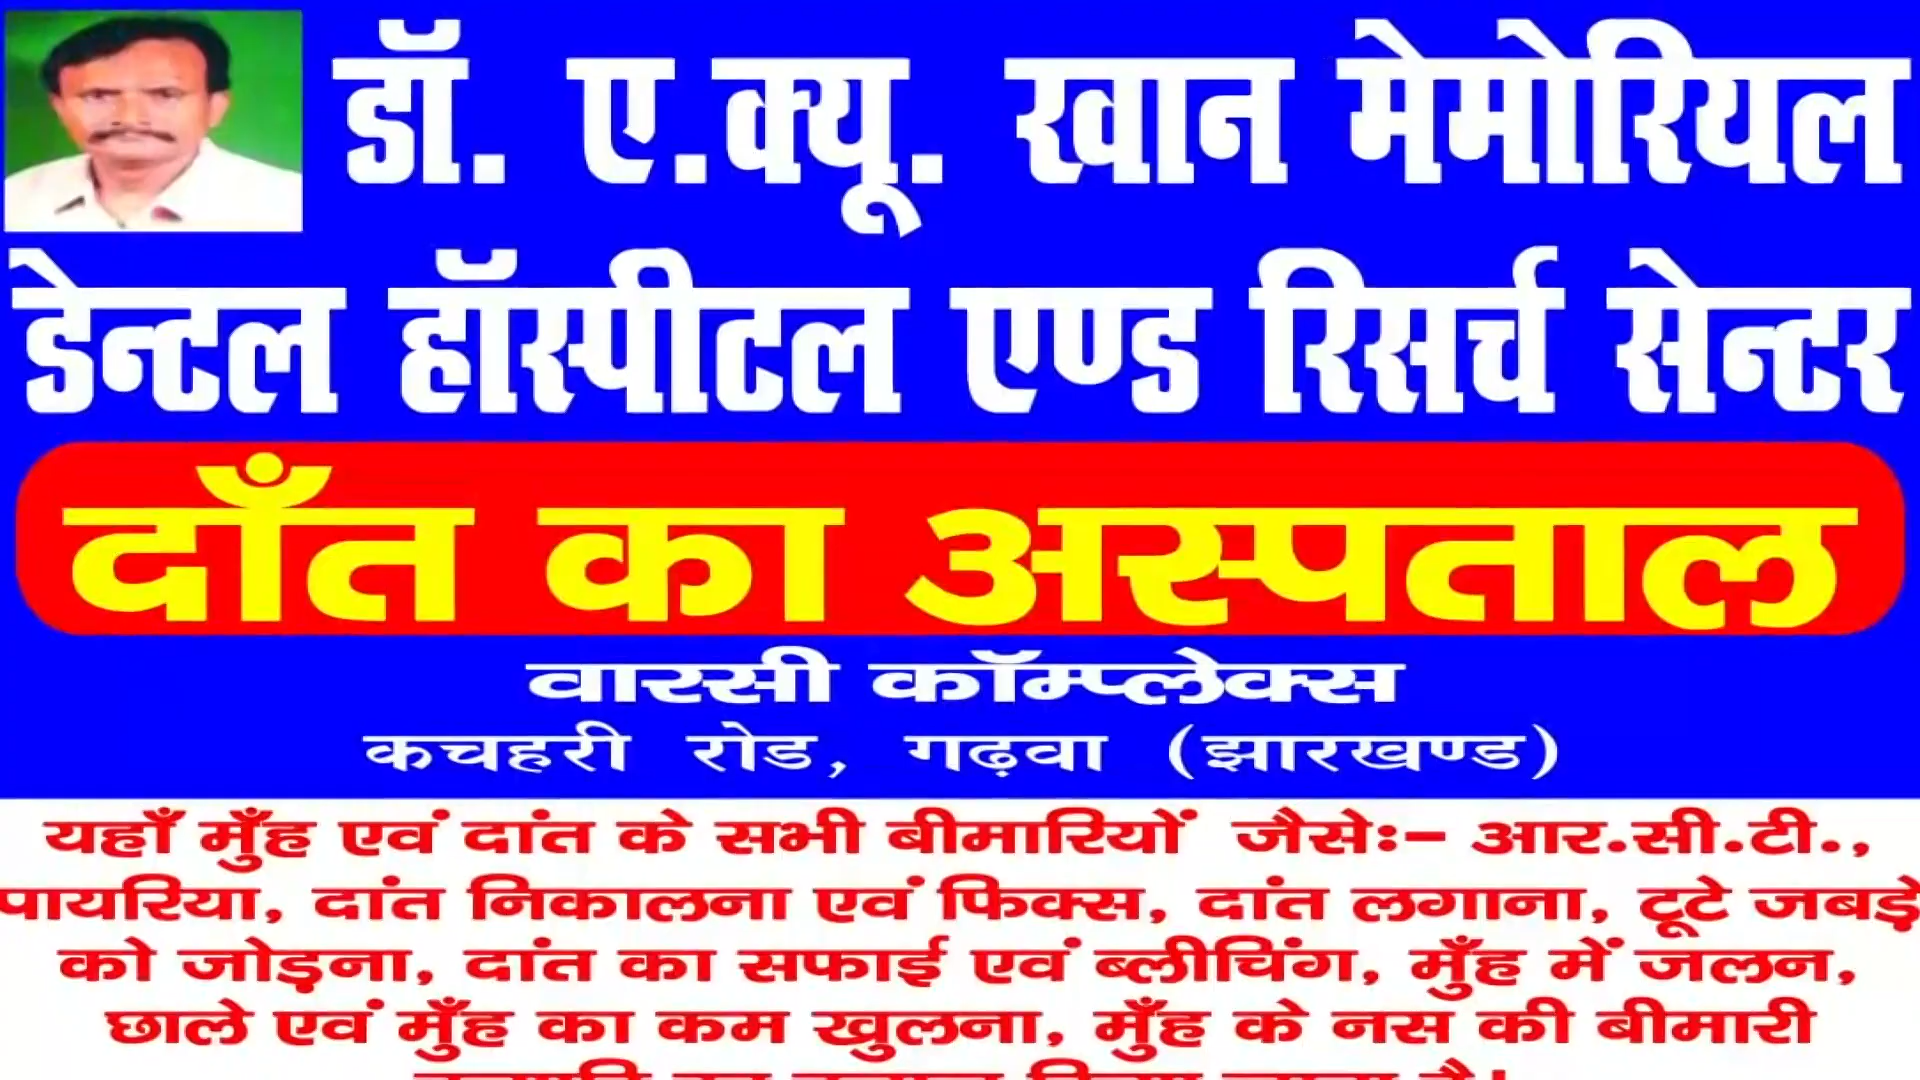 डॉ. ए.क्यू. खान मेमोरियल
डेन्टल हॉस्पीटल एण्ड रिसर्च सेन्टर
दाँत का अस्पताल
वारसी कॉम्प्लेक्स
कचहरी रोड, गढ़वा (झारखण्ड)
यहाँ मुँह एवं दांत के सभी बीमारियों जैसेः- आर.सी.टी.,
पायरिया, दांत निकालना एवं फिक्स, दांत लगाना, टूटे जबड़े
को जोड़ना, दांत का सफाई एवं ब्लीचिंग, मुँह में जलन,
छाले एवं मुँह का कम खुलना, मुँह के नस की बीमारी